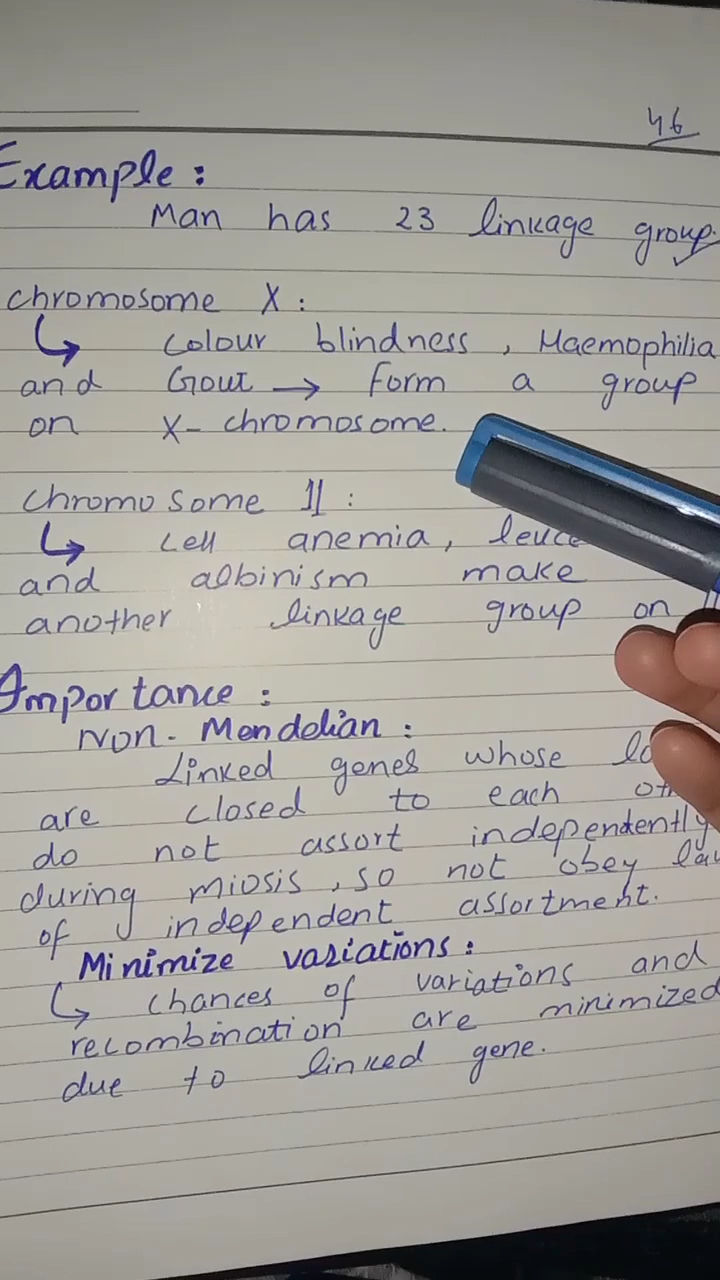 46
Example:
Man has 23 linkage group.
chromosome X:
colour blindness, Haemophilia
and Gout → form a group
on X- chromosome.
chromosome 11:
cell anemia,
and albinism make
another linkage group on
Importance:
Non-Mendelian:
Linked genes whose
are closed to each
do not assort independently
during miosis, so not obey
of independent assortment.
Minimize variations:
chances of variations and
recombination are minimized
due to linked gene.